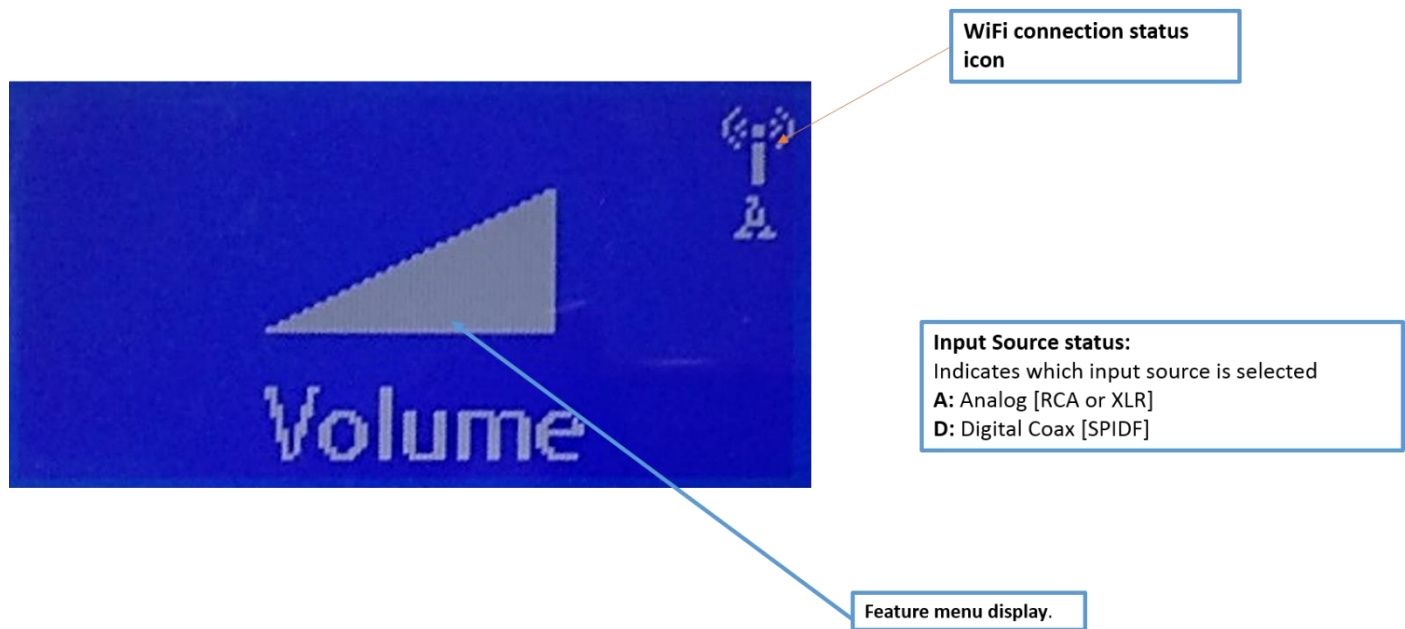 WiFi connection status
icon
Volume
Input Source status:
Indicates which input source is selected
A: Analog [RCA or XLR]
D: Digital Coax [SPIDF]
Feature menu display.